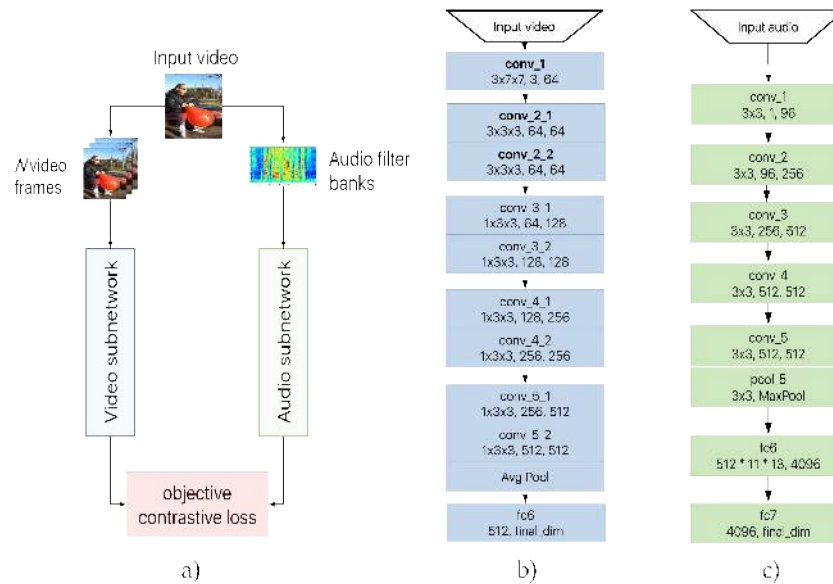 Input video
N video
frames
Audio filter
banks
Video subnetwork
Audio subnetwork
objective
contrastive loss
a)
Input video
conv_1
3x7x7, 3, 64
conv_2_1
3x3x3, 64, 64
conv_2_2
3x3x3, 64, 64
conv_3_1
1x3x3, 64, 128
conv_3_2
1x3x3, 128, 128
conv_4_1
1x3x3, 128, 256
conv_4_2
1x3x3, 256, 256
conv_5_1
1x3x3, 256, 512
conv_5_2
1x3x3, 512, 512
Avg Pool
fc6
512, final_dim
b)
Input audio
conv_1
3x3, 1, 96
conv_2
3x3, 96, 256
conv_3
3x3, 256, 512
conv_4
3x3, 512, 512
conv_5
3x3, 512, 512
pool_5
3x3, MaxPool
fc6
512 * 11 * 13, 4096
fc7
4096, final_dim
c)